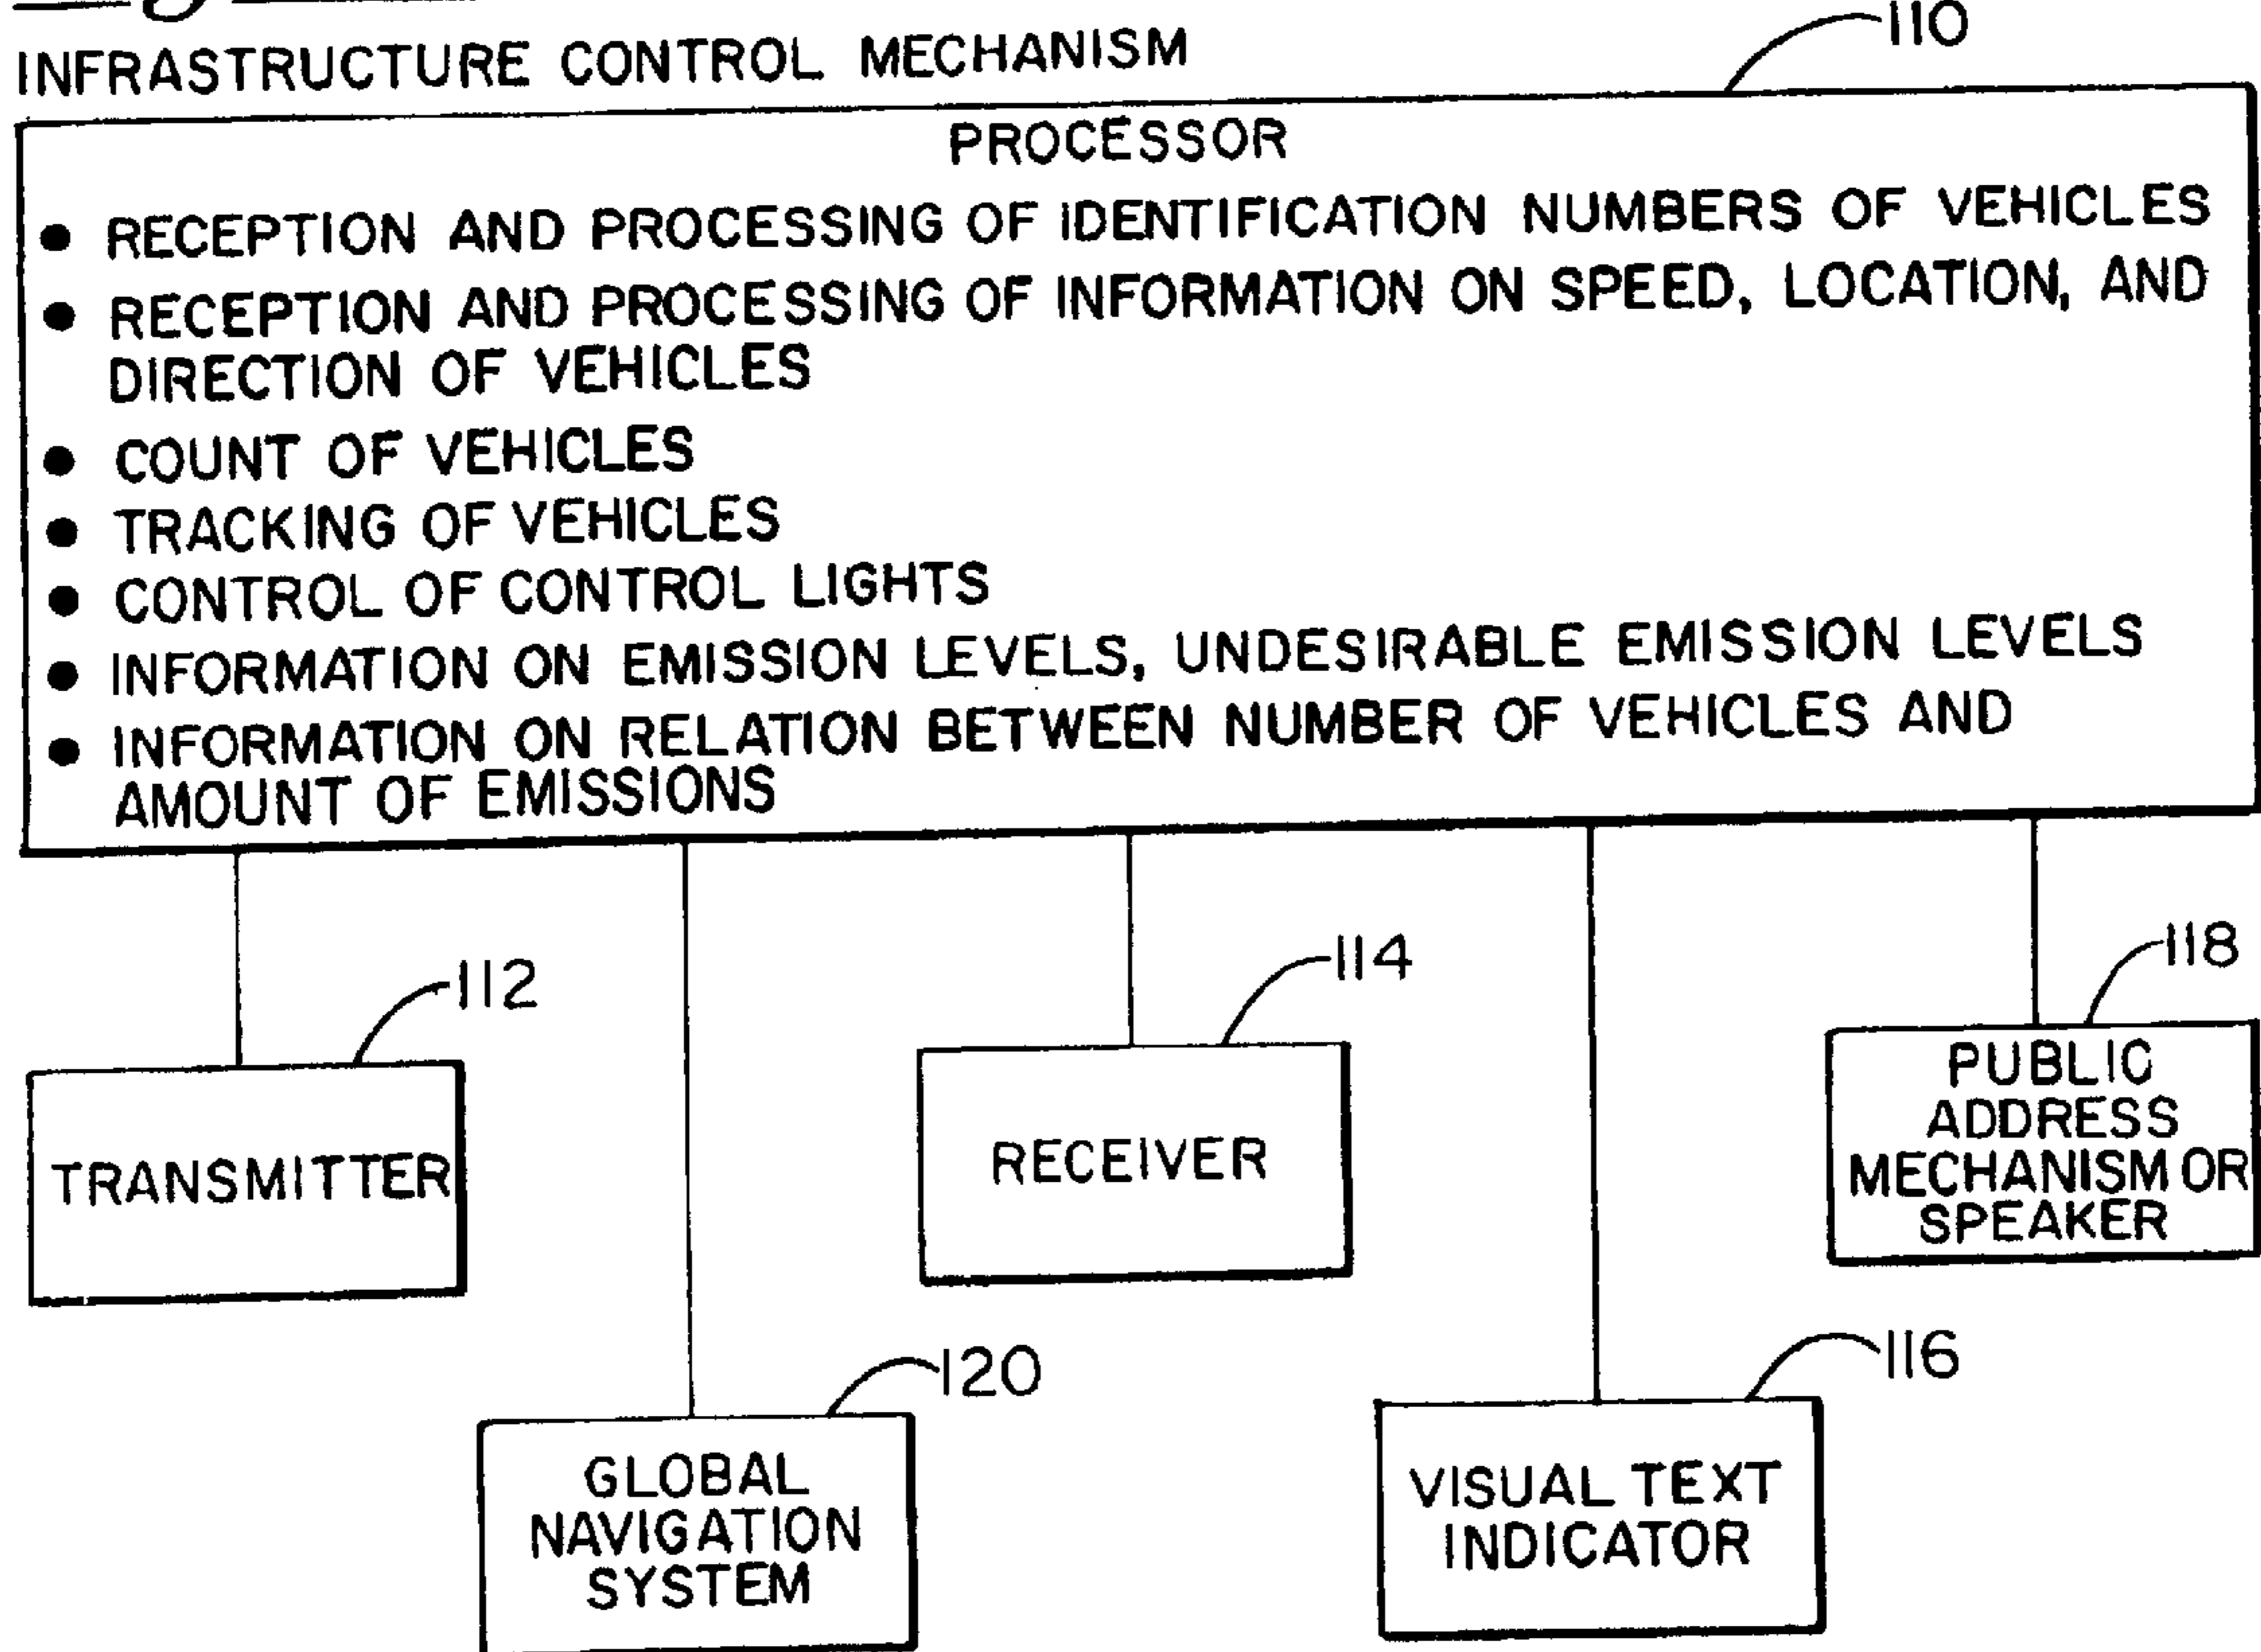 110
INFRASTRUCTURE CONTROL MECHANISM
PROCESSOR
• RECEPTION AND PROCESSING OF IDENTIFICATION NUMBERS OF VEHICLES
• RECEPTION AND PROCESSING OF INFORMATION ON SPEED, LOCATION, AND
DIRECTION OF VEHICLES
• COUNT OF VEHICLES
• TRACKING OF VEHICLES
• CONTROL OF CONTROL LIGHTS
• INFORMATION ON EMISSION LEVELS, UNDESIRABLE EMISSION LEVELS
• INFORMATION ON RELATION BETWEEN NUMBER OF VEHICLES AND
AMOUNT OF EMISSIONS
112
TRANSMITTER
114
RECEIVER
118
PUBLIC
ADDRESS
MECHANISM OR
SPEAKER
120
GLOBAL
NAVIGATION
SYSTEM
116
VISUAL TEXT
INDICATOR